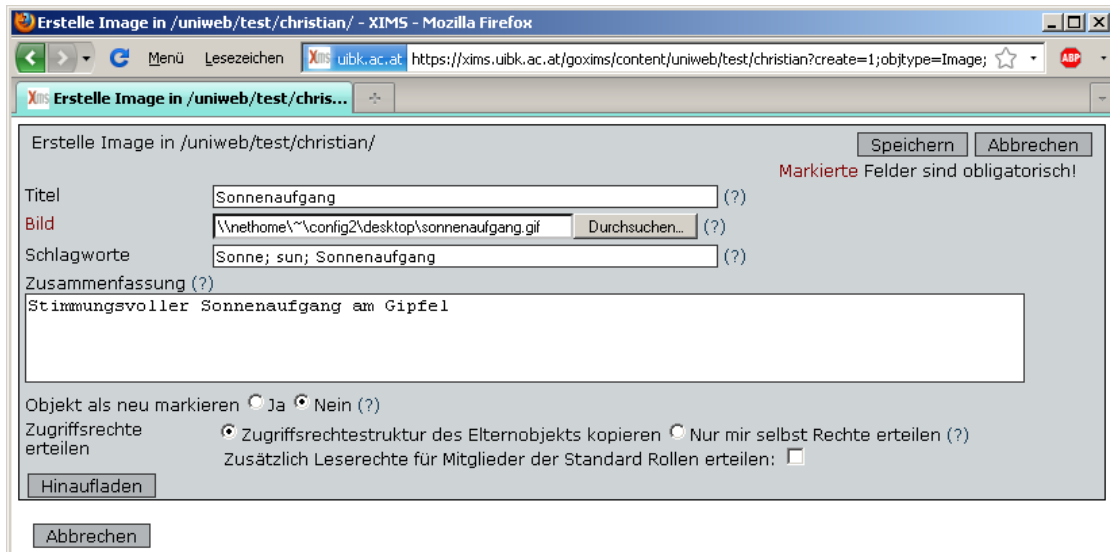 Erstelle Image in /uniweb/test/christian/ - XIMS - Mozilla Firefox
Menü Lesezeichen Xims uibk.ac.at https://xims.uibk.ac.at/goxims/content/uniweb/test/christian?create=1;objtype=Image; ABP
Xims Erstelle Image in /uniweb/test/chris...
Erstelle Image in /uniweb/test/christian/ Speichern Abbrechen
Markierte Felder sind obligatorisch!
Titel Sonnenaufgang (?)
Bild \\nethome\~\config2\desktop\sonnenaufgang.gif Durchsuchen... (?)
Schlagworte Sonne; sun; Sonnenaufgang (?)
Zusammenfassung (?)
Stimmungsvoller Sonnenaufgang am Gipfel
Objekt als neu markieren Ja Nein (?)
Zugriffsrechte
erteilen Zugriffsrechtestruktur des Elternobjekts kopieren Nur mir selbst Rechte erteilen (?)
Zusätzlich Leserechte für Mitglieder der Standard Rollen erteilen:
Hinaufladen
Abbrechen